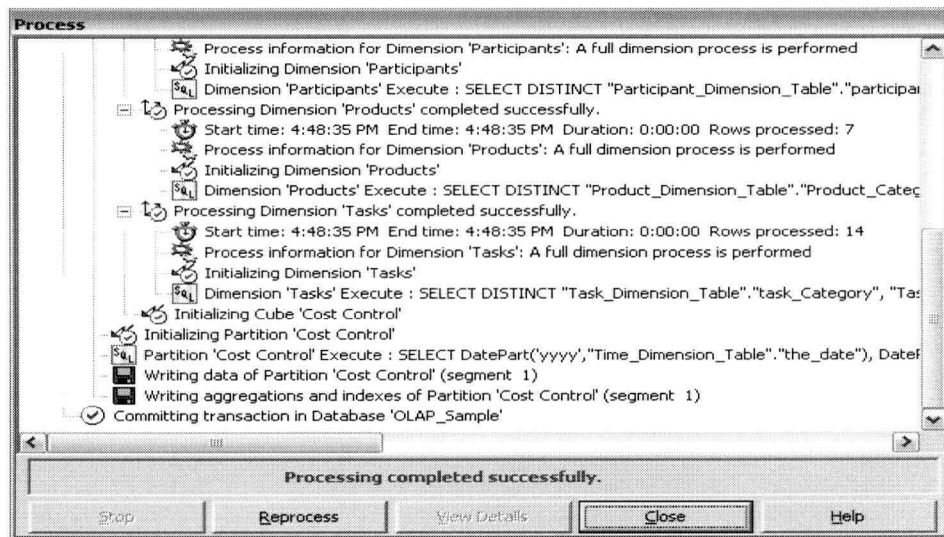 Process
Process information for Dimension 'Participants': A full dimension process is performed
Initializing Dimension 'Participants'
SQL Dimension 'Participants' Execute : SELECT DISTINCT "Participant_Dimension_Table"."participa
Processing Dimension 'Products' completed successfully.
Start time: 4:48:35 PM End time: 4:48:35 PM Duration: 0:00:00 Rows processed: 7
Process information for Dimension 'Products': A full dimension process is performed
Initializing Dimension 'Products'
SQL Dimension 'Products' Execute : SELECT DISTINCT "Product_Dimension_Table"."Product_Categ
Processing Dimension 'Tasks' completed successfully.
Start time: 4:48:35 PM End time: 4:48:35 PM Duration: 0:00:00 Rows processed: 14
Process information for Dimension 'Tasks': A full dimension process is performed
Initializing Dimension 'Tasks'
SQL Dimension 'Tasks' Execute : SELECT DISTINCT "Task_Dimension_Table"."task_Category", "Tas
Initializing Cube 'Cost Control'
Initializing Partition 'Cost Control'
SQL Partition 'Cost Control' Execute : SELECT DatePart('yyyy',"Time_Dimension_Table"."the_date"), DateP
Writing data of Partition 'Cost Control' (segment 1)
Writing aggregations and indexes of Partition 'Cost Control' (segment 1)
Committing transaction in Database 'OLAP_Sample'
Processing completed successfully.
Stop Reprocess View Details Close Help